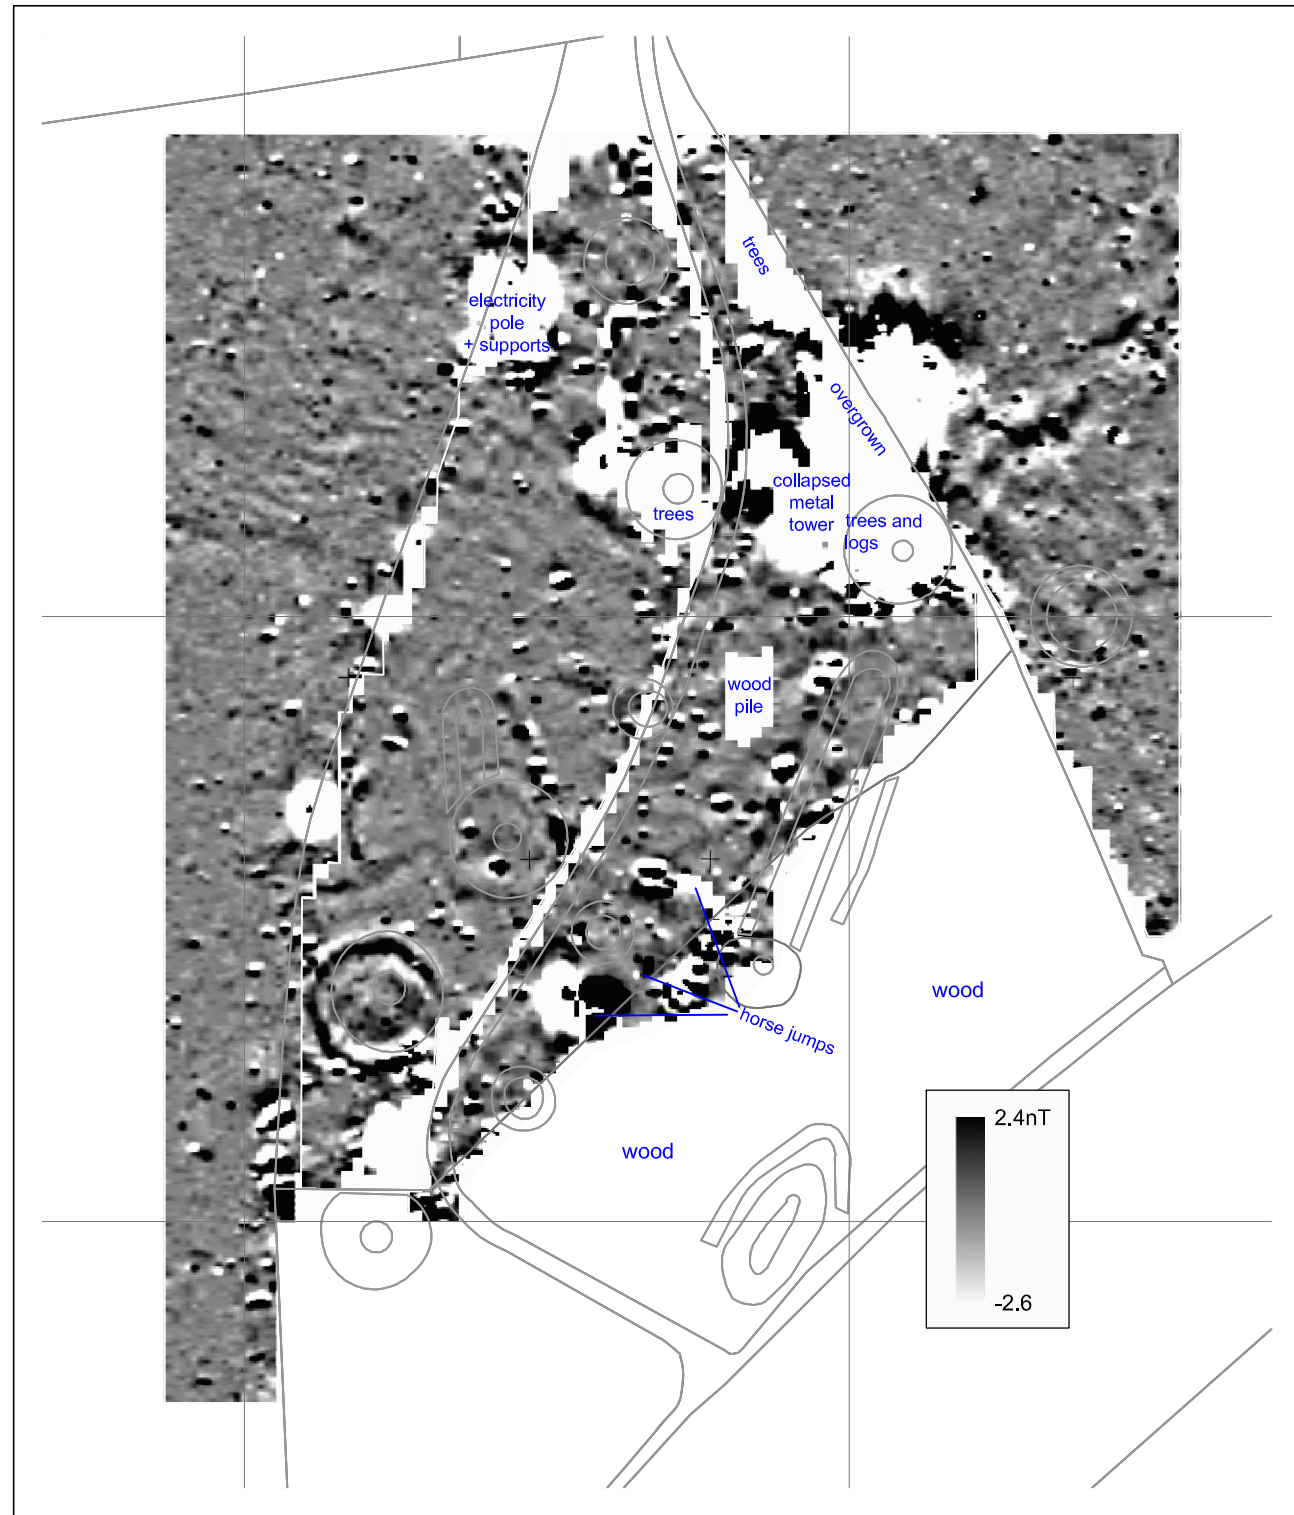 trees
electricity
pole
+ supports
overgrown
collapsed
metal
tower
trees and
logs
trees
wood
pile
wood
horse jumps
wood
2.4nT
-2.6